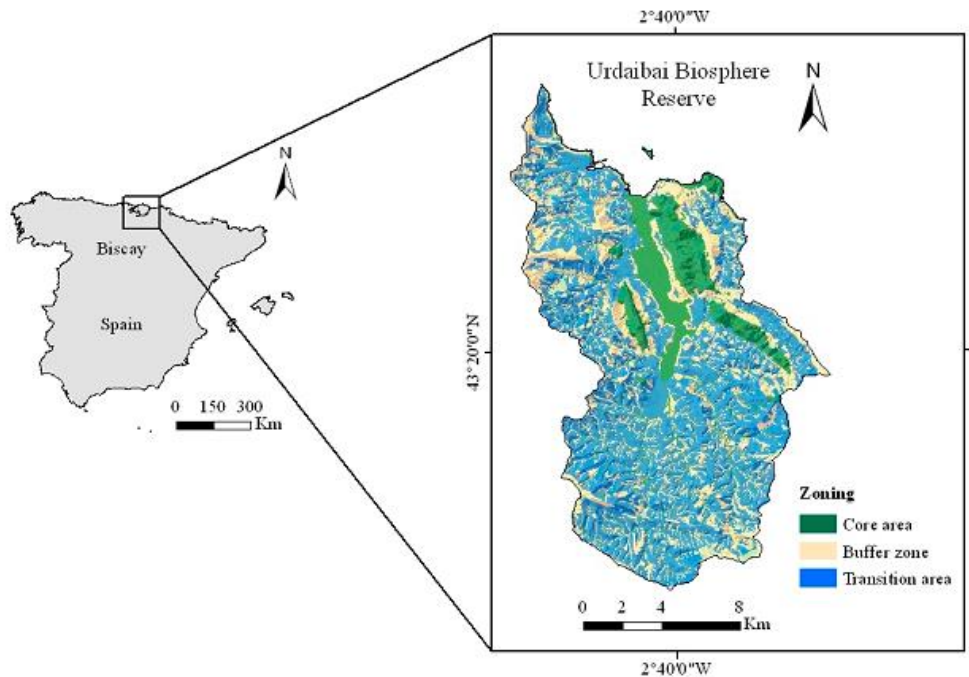 2°40'0"W
Urdaibai Biosphere
Reserve
N
N
Biscay
Spain
0 150 300
Km
43°20'0"N
Zoning
Core area
Buffer zone
Transition area
0 2 4 8
Km
2°40'0"W